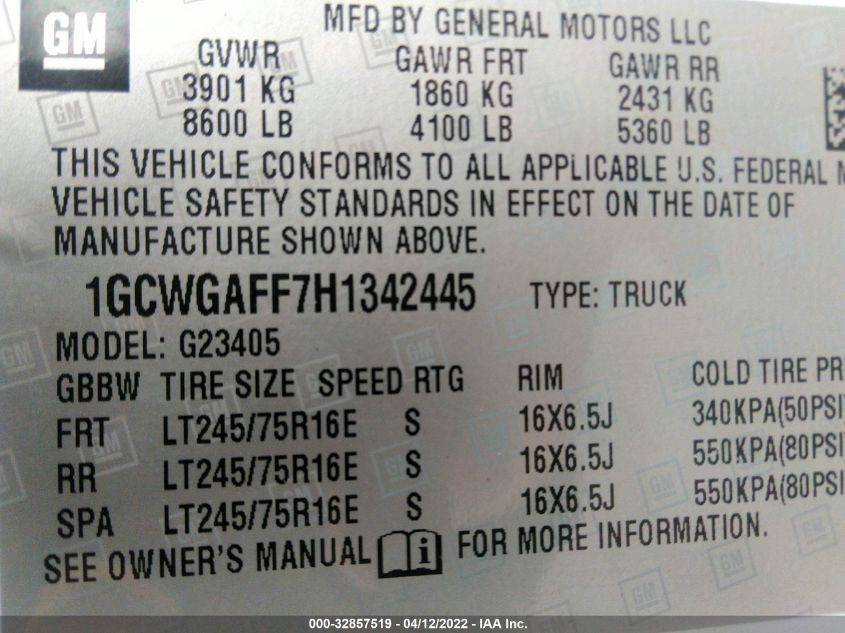 GM
MFD BY GENERAL MOTORS LLC
GVWR GAWR FRT GAWR RR
3901 KG 1860 KG 2431 KG
8600 LB 4100 LB 5360 LB
THIS VEHICLE CONFORMS TO ALL APPLICABLE U.S. FEDERAL
VEHICLE SAFETY STANDARDS IN EFFECT ON THE DATE OF
MANUFACTURE SHOWN ABOVE.
1GCWGAFF7H1342445 TYPE: TRUCK
MODEL: G23405
GBBW TIRE SIZE SPEED RTG RIM COLD TIRE PR
FRT LT245/75R16E S 16X6.5J 340KPA(50PSI)
RR LT245/75R16E S 16X6.5J 550KPA(80PSI
SPA LT245/75R16E S 16X6.5J 550KPA(80PSI
SEE OWNER'S MANUAL i FOR MORE INFORMATION.
000-32857519 - 04/12/2022 - IAA Inc.